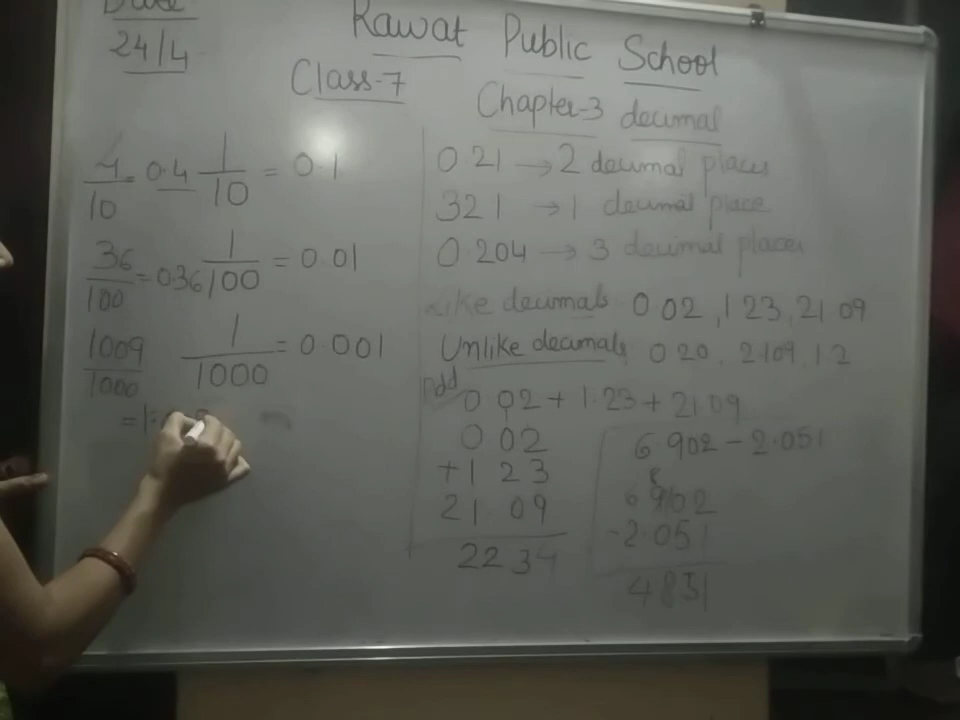 Date
24/4
Rawat Public School
Class-7
Chapter-3 decimal
4/10 = 0.4 1/10 = 0.1
36/100 = 0.36 1/100 = 0.01
1009/1000 1/1000 = 0.001
= 1.
0.21 → 2 decimal places
32 1 → 1 decimal place
0.204 → 3 decimal places
Like decimals 0 02, 1 23, 21 09
Unlike decimals 0 20, 2.109, 1 2
Add
0 02 + 1.23 + 21 09
0 02
+1 23
21 09
22 34
6 902 - 2.051
8
6 9102
-2.051
4 851